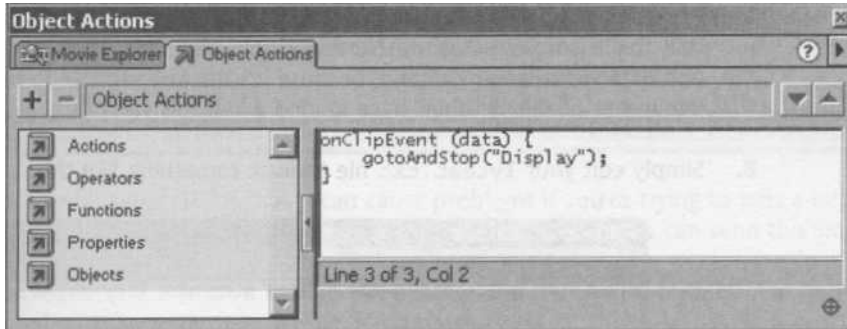 Object Actions
Movie Explorer
Object Actions
?
+ − Object Actions
Actions
Operators
Functions
Properties
Objects
onClipEvent (data) {
    gotoAndStop("Display");
}
Line 3 of 3, Col 2